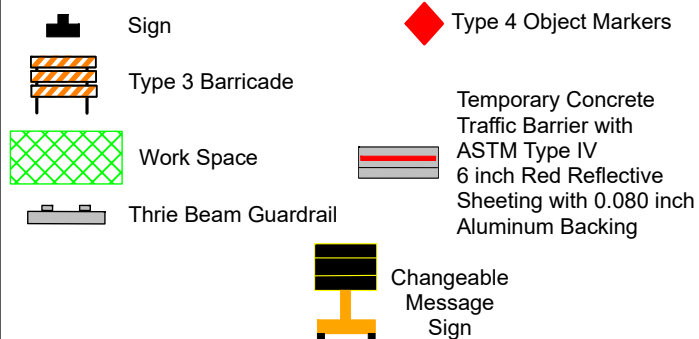 Sign
Type 4 Object Markers
Type 3 Barricade
Temporary Concrete
Traffic Barrier with
ASTM Type IV
6 inch Red Reflective
Sheeting with 0.080 inch
Aluminum Backing
Work Space
Thrie Beam Guardrail
Changeable
Message
Sign